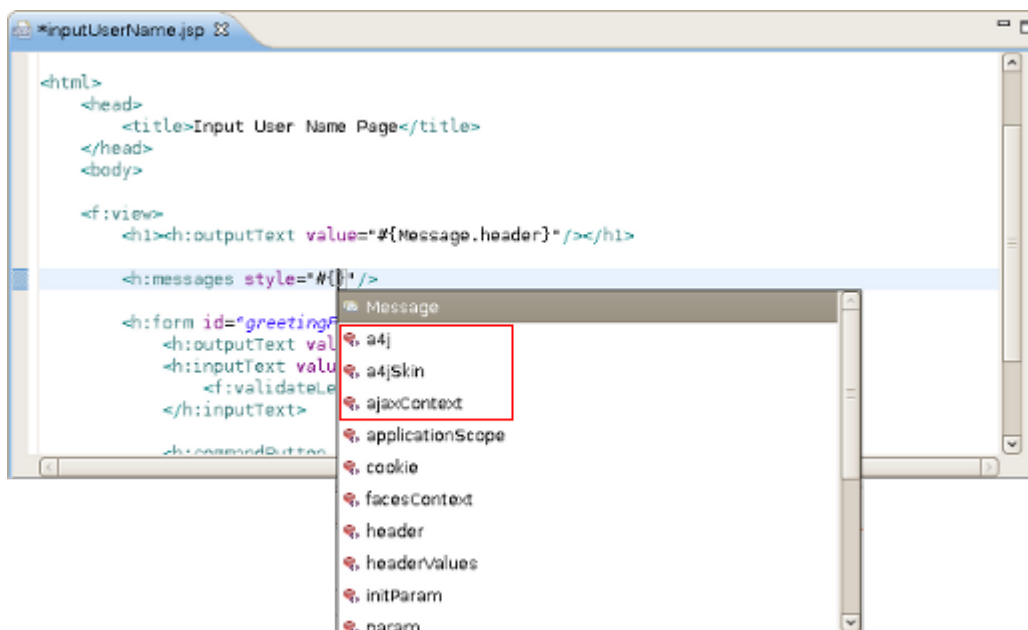 *inputUserName.jsp
<html>
<head>
<title>Input User Name Page</title>
</head>
<body>
<f:view>
<h1><h:outputText value="#{Message.header}"/></h1>
<h:messages style="#{}"/>
<h:form id="greeting
<h:outputText val
<h:inputText valu
<f:validateLe
</h:inputText>
<h:commandButton
Message
a4j
a4jSkin
ajaxContext
applicationScope
cookie
facesContext
header
headerValues
initParam
param